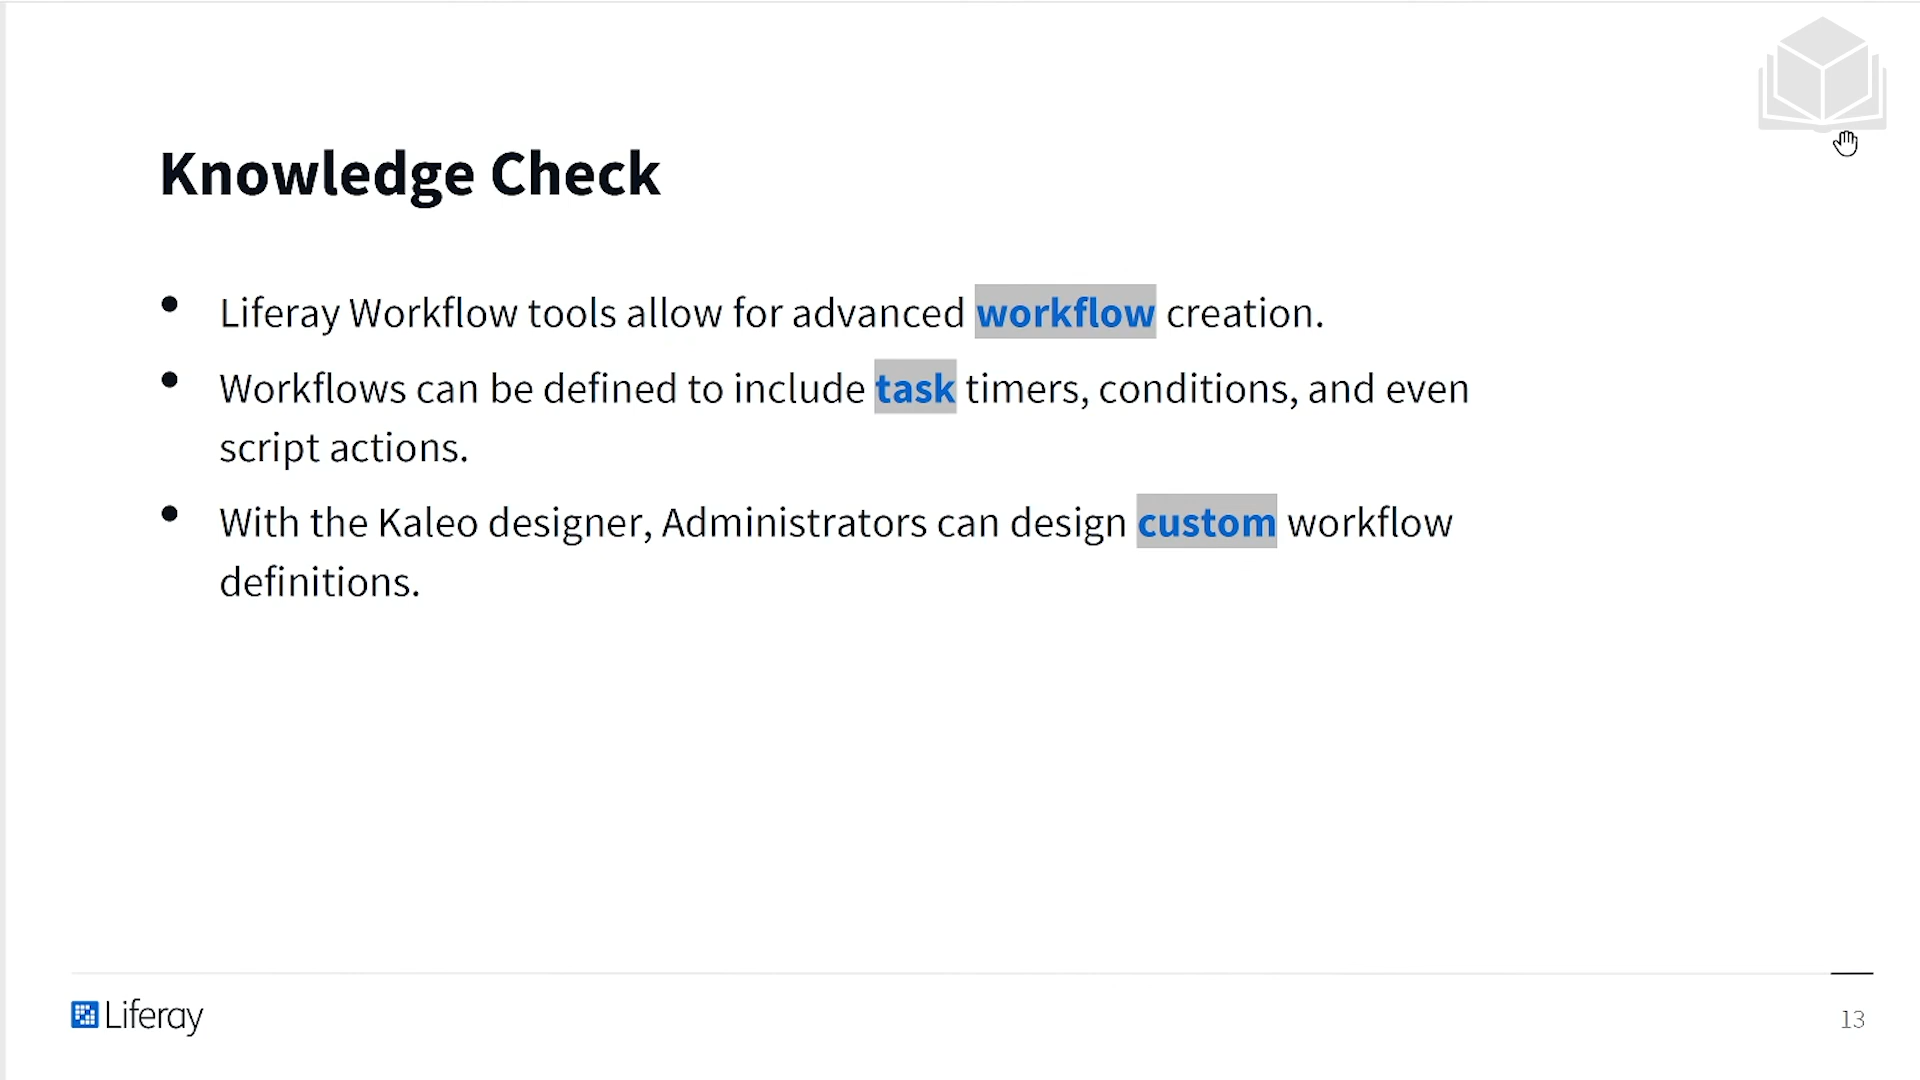 Knowledge Check
• Liferay Workflow tools allow for advanced workflow creation.
• Workflows can be defined to include task timers, conditions, and even
script actions.
• With the Kaleo designer, Administrators can design custom workflow
definitions.
Liferay
13